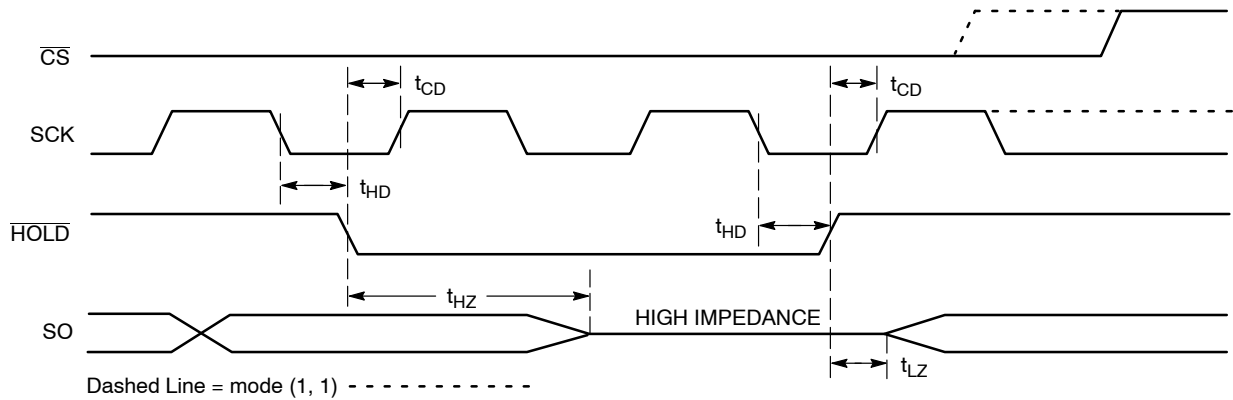 CS
tCD
tCD
SCK
tHD
HOLD
tHD
tHZ
SO
HIGH IMPEDANCE
tLZ
Dashed Line = mode (1, 1)